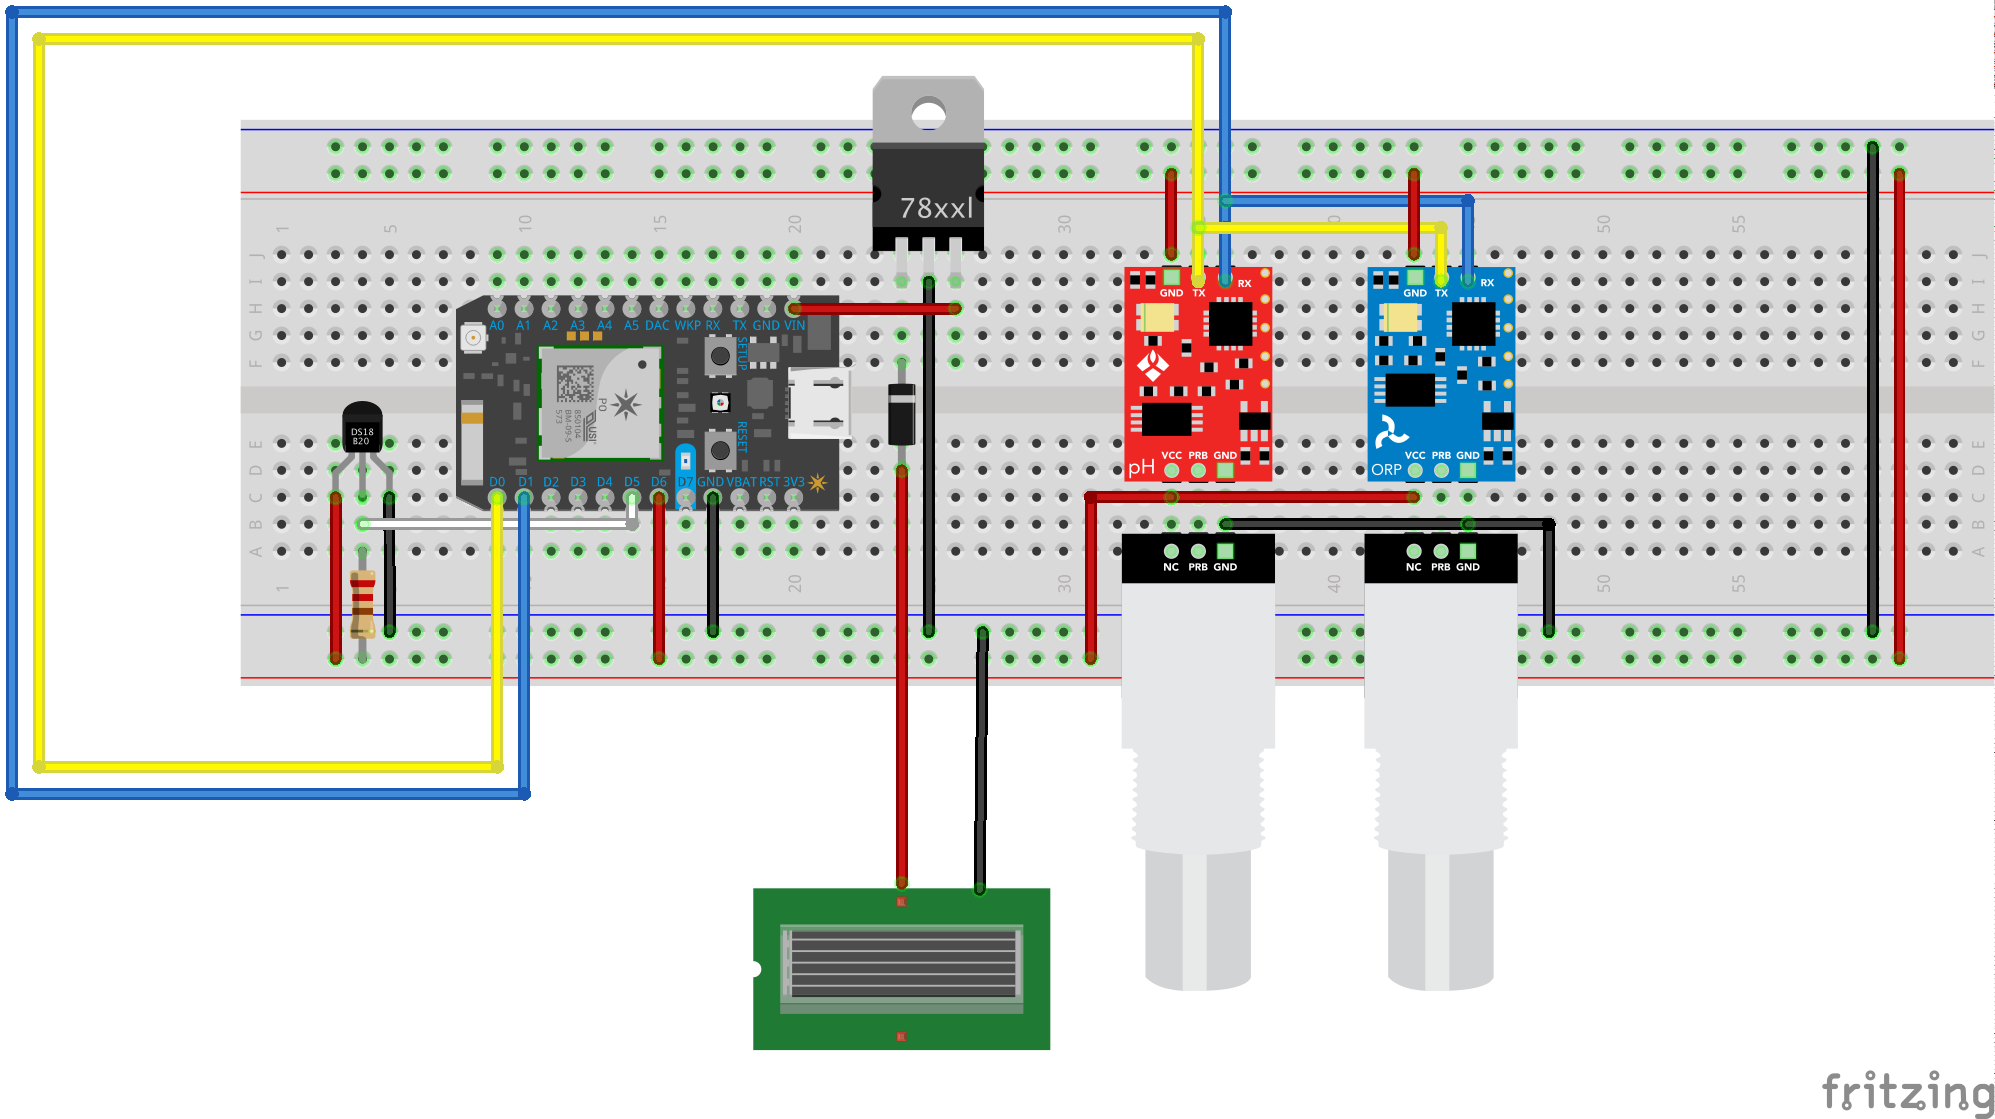 78xxl
1 5 10 15 20 30 40 50 55
J J
I I
H H
G G
F F
A0 A1 A2 A3 A4 A5 DAC WKP RX TX GND VIN
SETUP
P0
RESET
DS18
B20
E E
D D
C C
B B
A A
D0 D1 D2 D3 D4 D5 D6 D7 GND VBAT RST 3V3
GND TX RX
VCC PRB GND
pH
GND TX RX
VCC PRB GND
ORP
NC PRB GND
NC PRB GND
1 20 30 40 50 55
fritzing